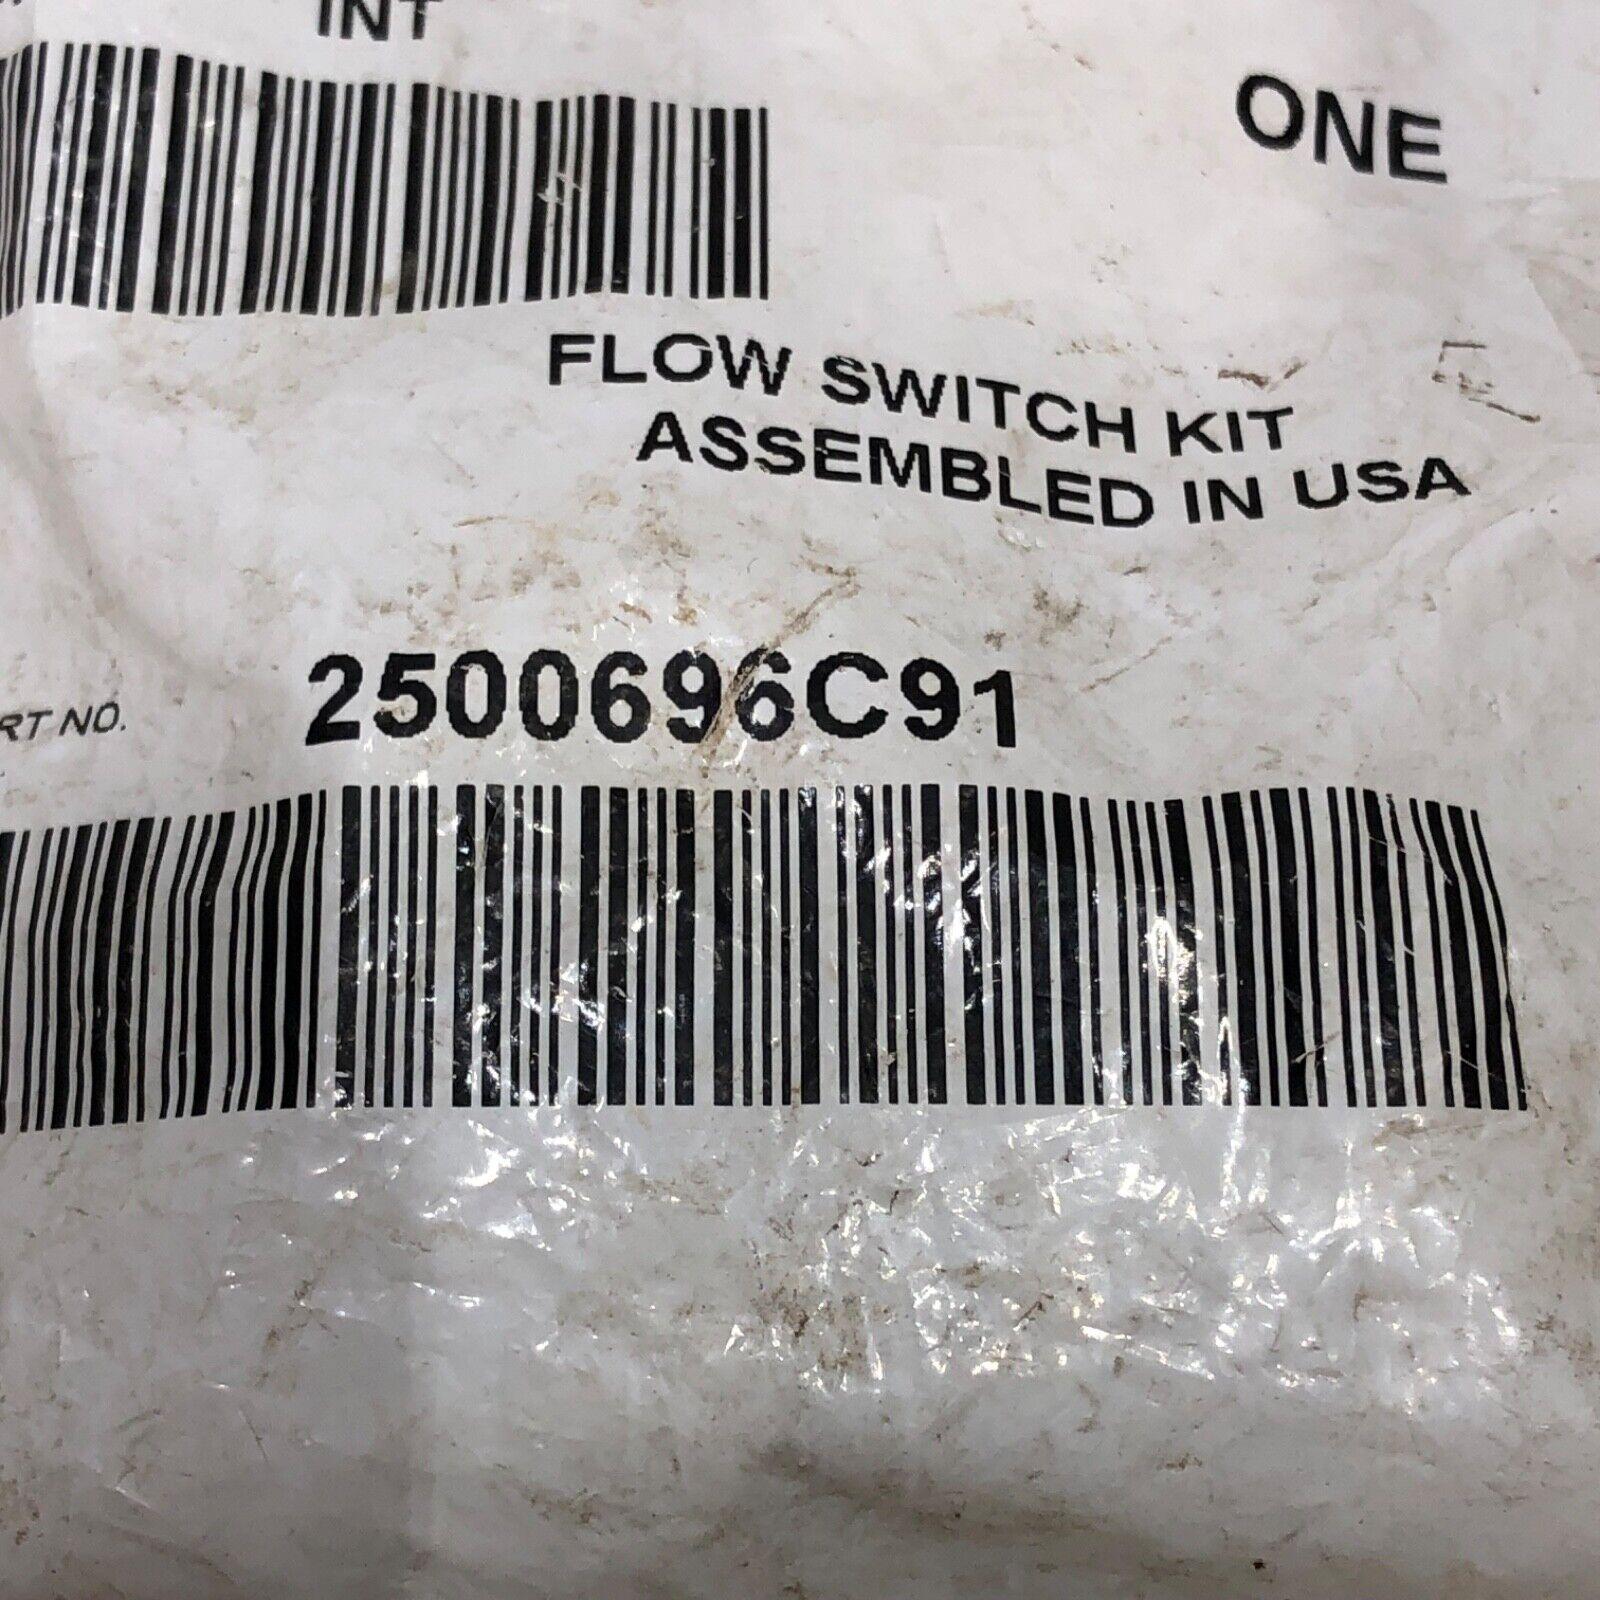 INT
ONE
FLOW SWITCH KIT
ASSEMBLED IN USA
RT NO.
2500696C91